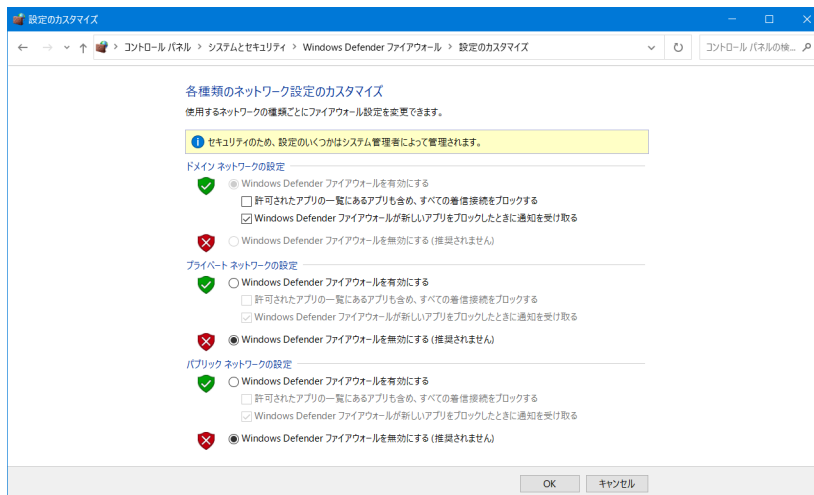 設定のカスタマイズ
コントロール パネル > システムとセキュリティ > Windows Defender ファイアウォール > 設定のカスタマイズ
コントロール パネルの検...
各種類のネットワーク設定のカスタマイズ
使用するネットワークの種類ごとにファイアウォール設定を変更できます。
セキュリティのため、設定のいくつかはシステム管理者によって管理されます。
ドメイン ネットワークの設定
Windows Defender ファイアウォールを有効にする
許可されたアプリの一覧にあるアプリも含め、すべての着信接続をブロックする
Windows Defender ファイアウォールが新しいアプリをブロックしたときに通知を受け取る
Windows Defender ファイアウォールを無効にする (推奨されません)
プライベート ネットワークの設定
Windows Defender ファイアウォールを有効にする
許可されたアプリの一覧にあるアプリも含め、すべての着信接続をブロックする
Windows Defender ファイアウォールが新しいアプリをブロックしたときに通知を受け取る
Windows Defender ファイアウォールを無効にする (推奨されません)
パブリック ネットワークの設定
Windows Defender ファイアウォールを有効にする
許可されたアプリの一覧にあるアプリも含め、すべての着信接続をブロックする
Windows Defender ファイアウォールが新しいアプリをブロックしたときに通知を受け取る
Windows Defender ファイアウォールを無効にする (推奨されません)
OK キャンセル